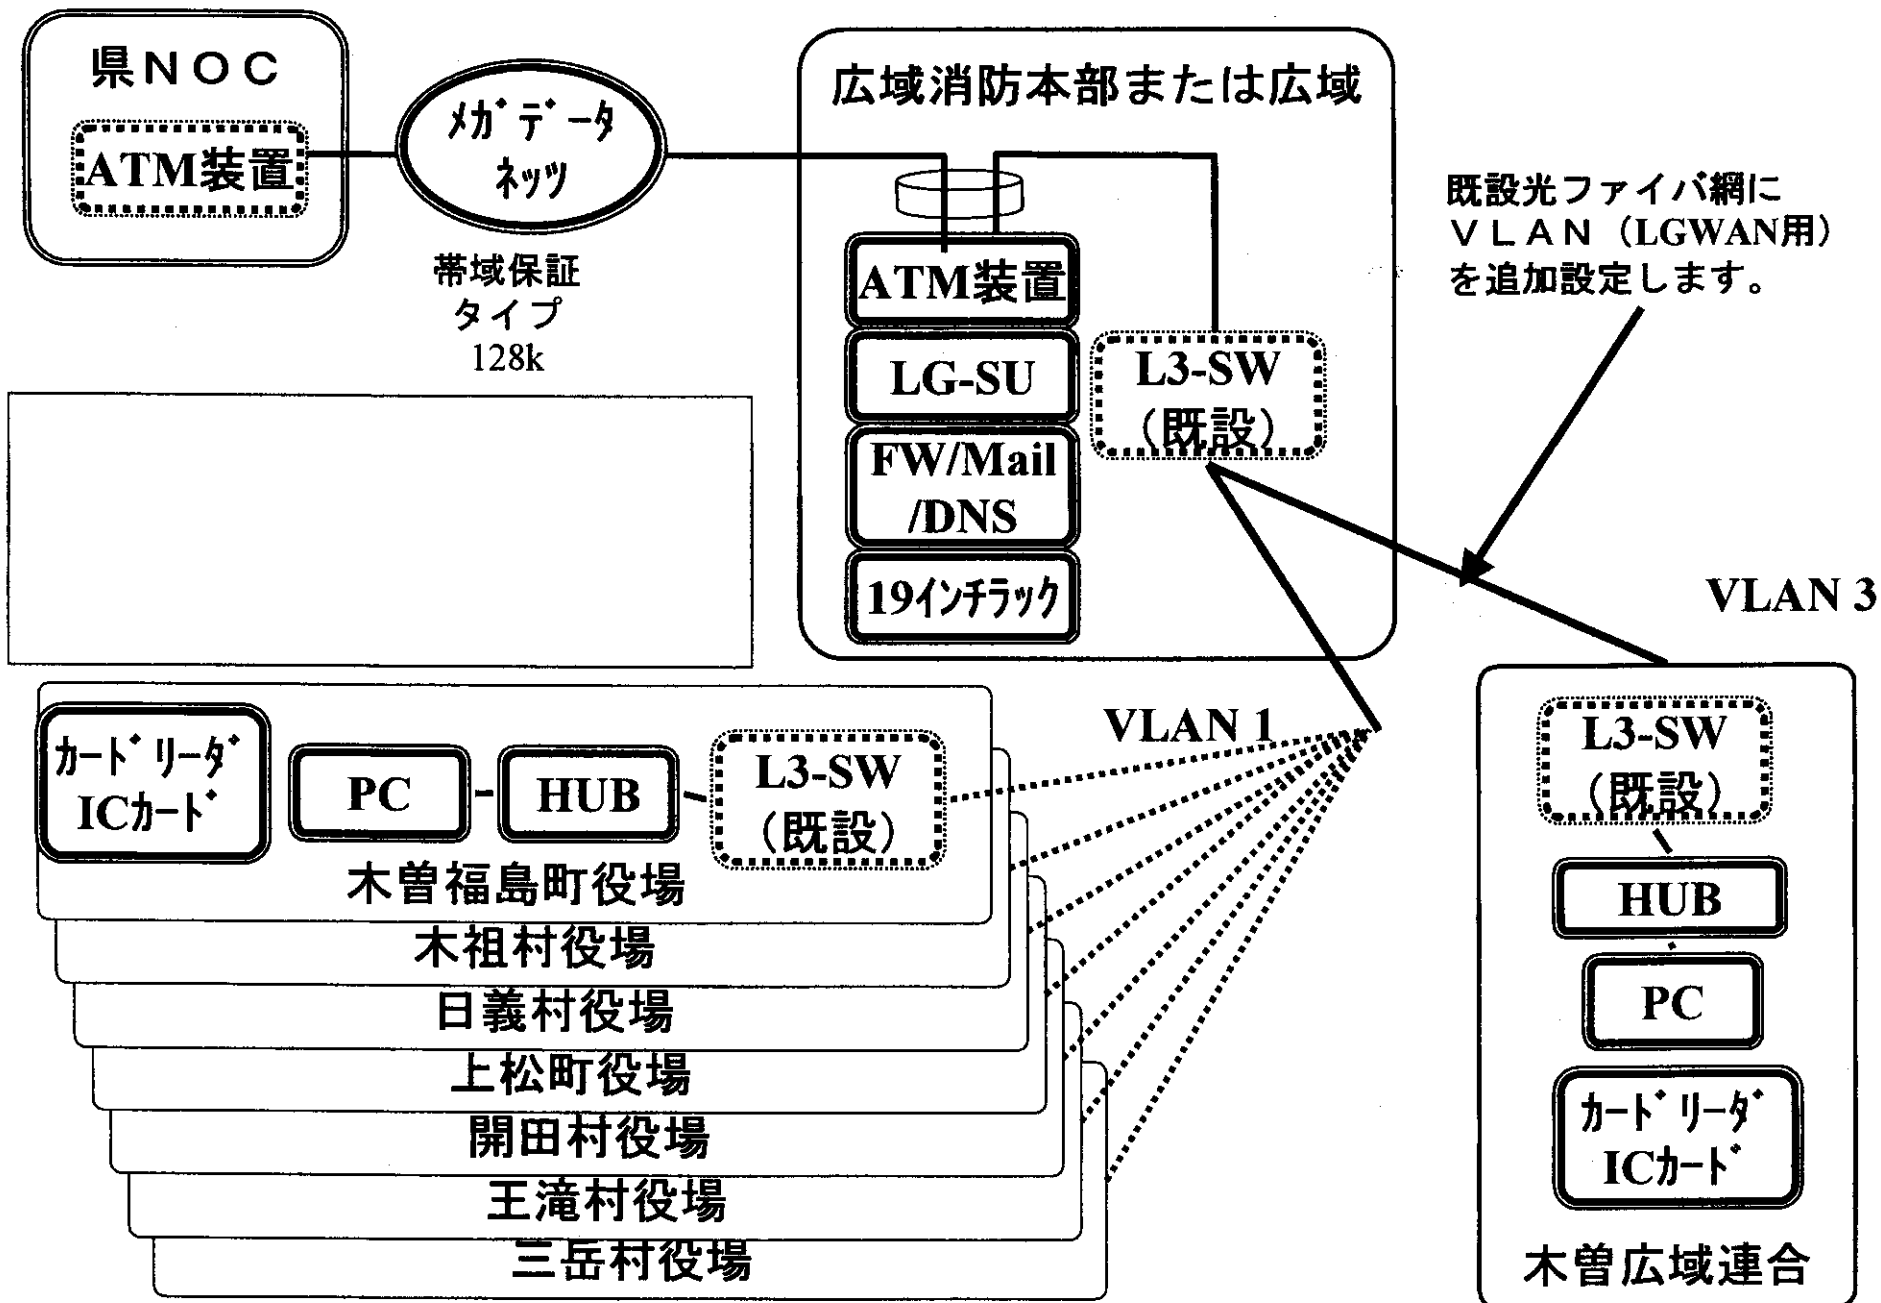 県ＮＯＣ
ATM装置
ﾒｶﾞﾃﾞｰﾀ
ﾈｯﾂ
帯域保証
タイプ
128k
広域消防本部または広域
ATM装置
LG-SU
FW/Mail
/DNS
19ｲﾝﾁﾗｯｸ
L3-SW
（既設）
既設光ファイバ網に
ＶＬＡＮ（LGWAN用）
を追加設定します。
VLAN 3
VLAN 1
ｶｰﾄﾞﾘｰﾀﾞ
ICｶｰﾄﾞ
PC
HUB
L3-SW
（既設）
木曽福島町役場
木祖村役場
日義村役場
上松町役場
開田村役場
王滝村役場
三岳村役場
L3-SW
（既設）
HUB
PC
ｶｰﾄﾞﾘｰﾀﾞ
ICｶｰﾄﾞ
木曽広域連合